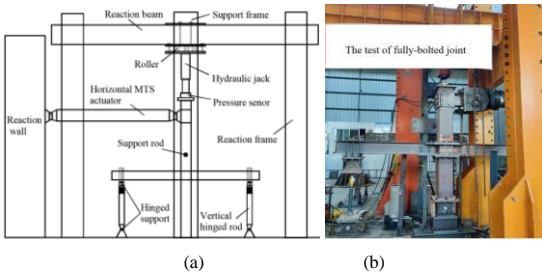 Reaction beam
Support frame
Roller
Hydraulic jack
Horizontal MTS
actuator
Pressure senor
Reaction
wall
Support rod
Reaction frame
Hinged
support
Vertical
hinged rod
The test of fully-bolted joint
(a)
(b)